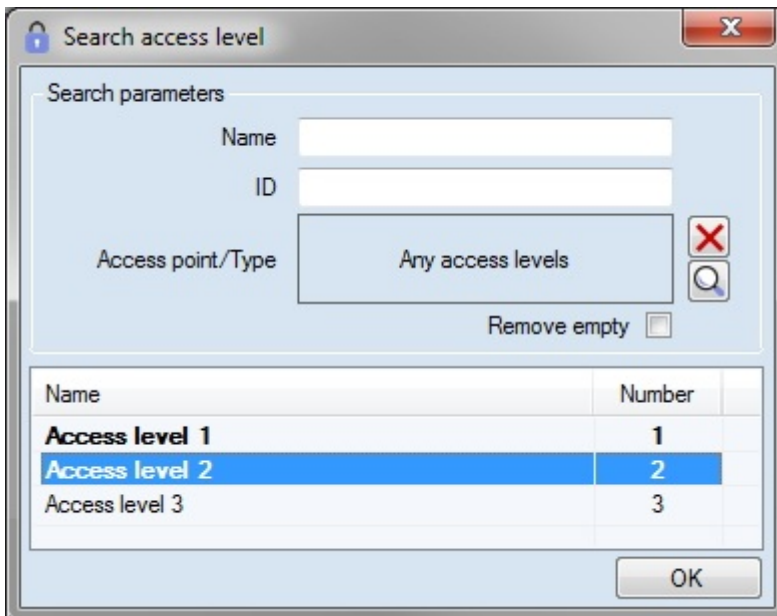 Search access level
Search parameters
Name
ID
Access point/Type Any access levels
Remove empty
Name Number
Access level 1 1
Access level 2 2
Access level 3 3
OK